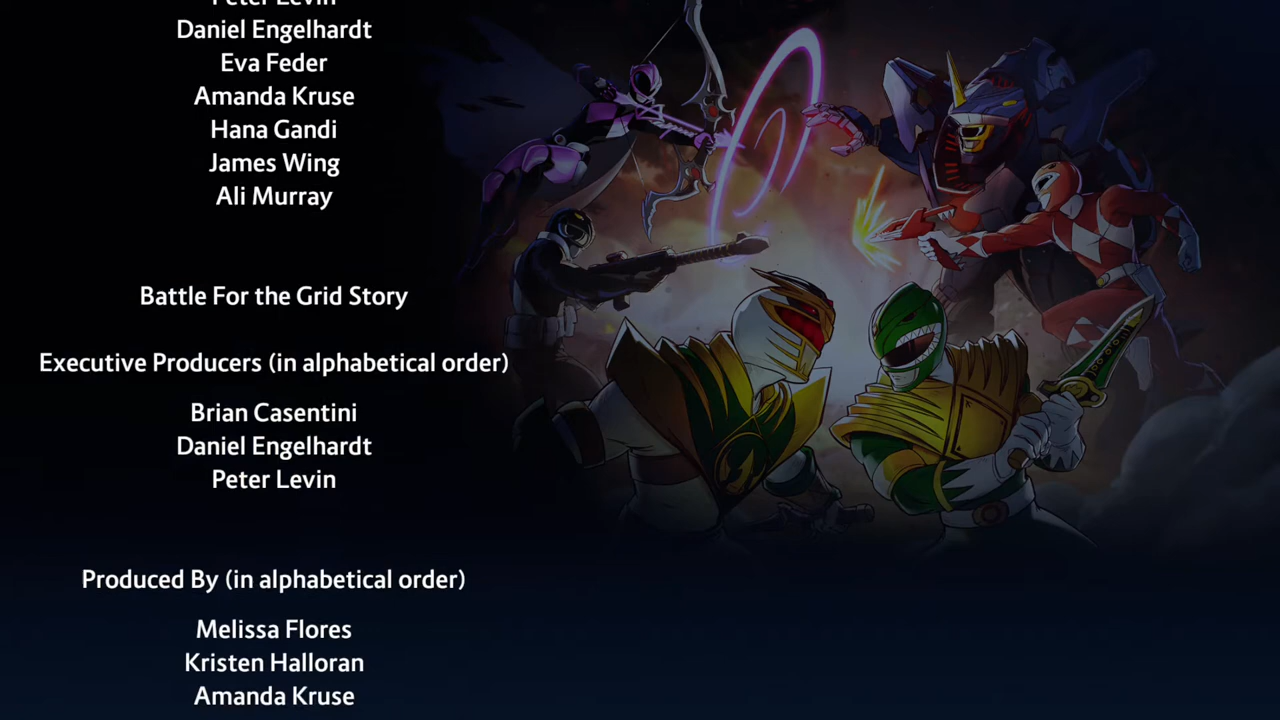 Peter Levin
Daniel Engelhardt
Eva Feder
Amanda Kruse
Hana Gandi
James Wing
Ali Murray
Battle For the Grid Story
Executive Producers (in alphabetical order)
Brian Casentini
Daniel Engelhardt
Peter Levin
Produced By (in alphabetical order)
Melissa Flores
Kristen Halloran
Amanda Kruse